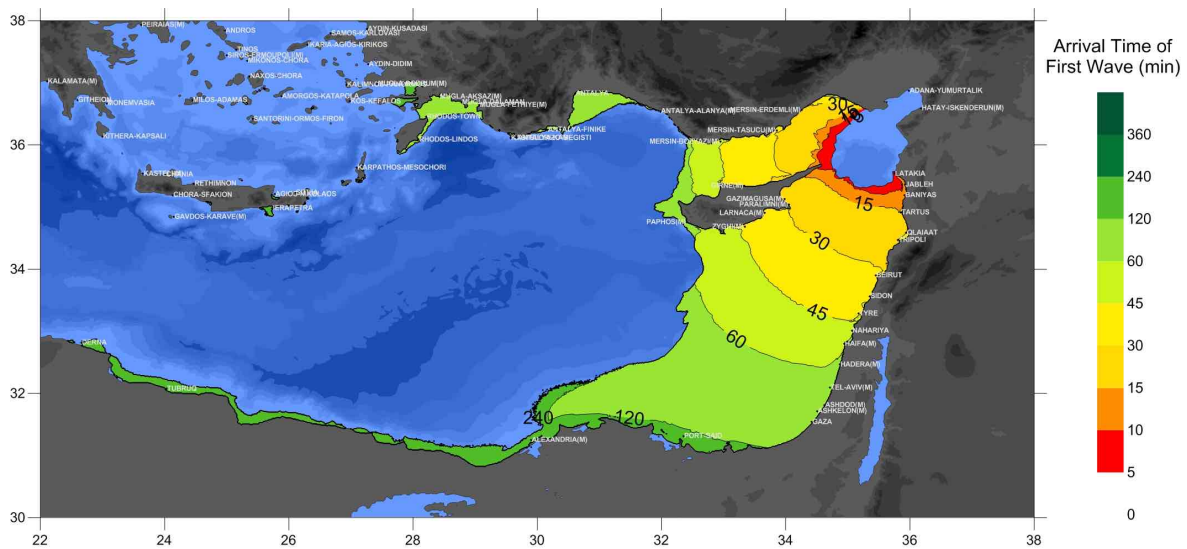 Arrival Time of
First Wave (min)
360
240
120
60
45
30
15
10
5
0
38
36
34
32
30
22
24
26
28
30
32
34
36
38
PEIRAIAS(M)
ANDROS
TINOS
MIKONOS-CHORA
SAMOS-KARLOVASI
IKARIA-AGIOS-KIRIKOS
AYDIN-KUSADASI
AYDIN-DIDIM
KALAMATA(M)
GITHEION
MONEMVASIA
MILOS-ADAMAS
NAXOS-CHORA
AMORGOS-KATAPOLA
KOS-KEFALOS
SANTORINI-ORMOS-FIRON
MUGLA-AKSAZ(M)
RHODOS-TOWN
RHODOS-LINDOS
KITHERA-KAPSALI
KARPATHOS-MESOCHORI
RETHIMNON
CHORA-SFAKION
IERAPETRA
GAVDOS-KARAVE(M)
ANTALYA
ANTALYA-FINIKE
ANTALYA-ALANYA(M)
MERSIN-ERDEMLI(M)
MERSIN-TASUCU(M)
MERSIN-BOZYAZI(M)
ADANA-YUMURTALIK
HATAY-ISKENDERUN(M)
GIRNE(M)
GAZIMAGUSA(M)
PARALIMNI(M)
LARNACA(M)
ZYGHI(M)
PAPHOS(M)
LATAKIA
JABLEH
BANIYAS
TARTUS
QLAIAAT
TRIPOLI
BEIRUT
SIDON
TYRE
NAHARIYA
HAIFA(M)
HADERA(M)
TEL-AVIV(M)
ASHDOD(M)
ASHKELON(M)
GAZA
PORT-SAID
ALEXANDRIA(M)
TUBRUQ
DERNA
30
15
30
45
60
120
240